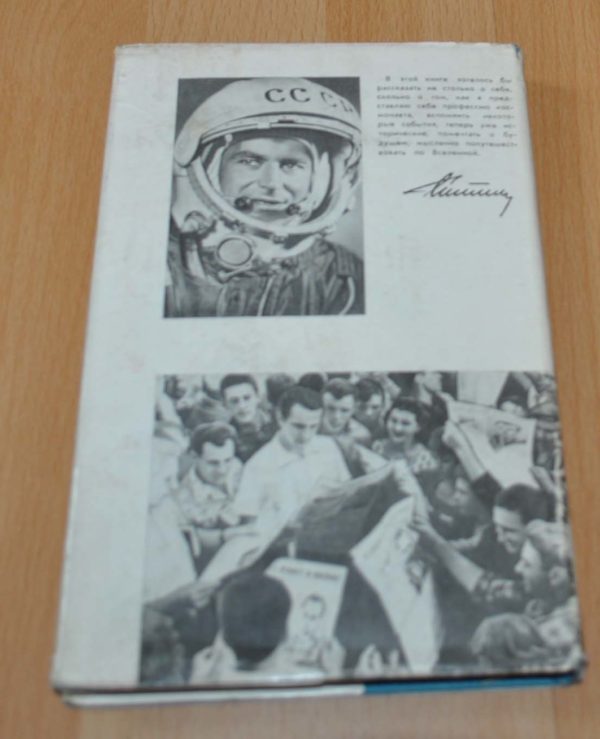 СССР
В этой книге хотелось бы
рассказать не столько о себе,
сколько о том, как я пред-
ставляю себе профессию кос-
монавта, вспомнить некото-
рые события, теперь уже ис-
торические, помечтать о бу-
дущем, мысленно попутешест-
вовать по Вселенной.